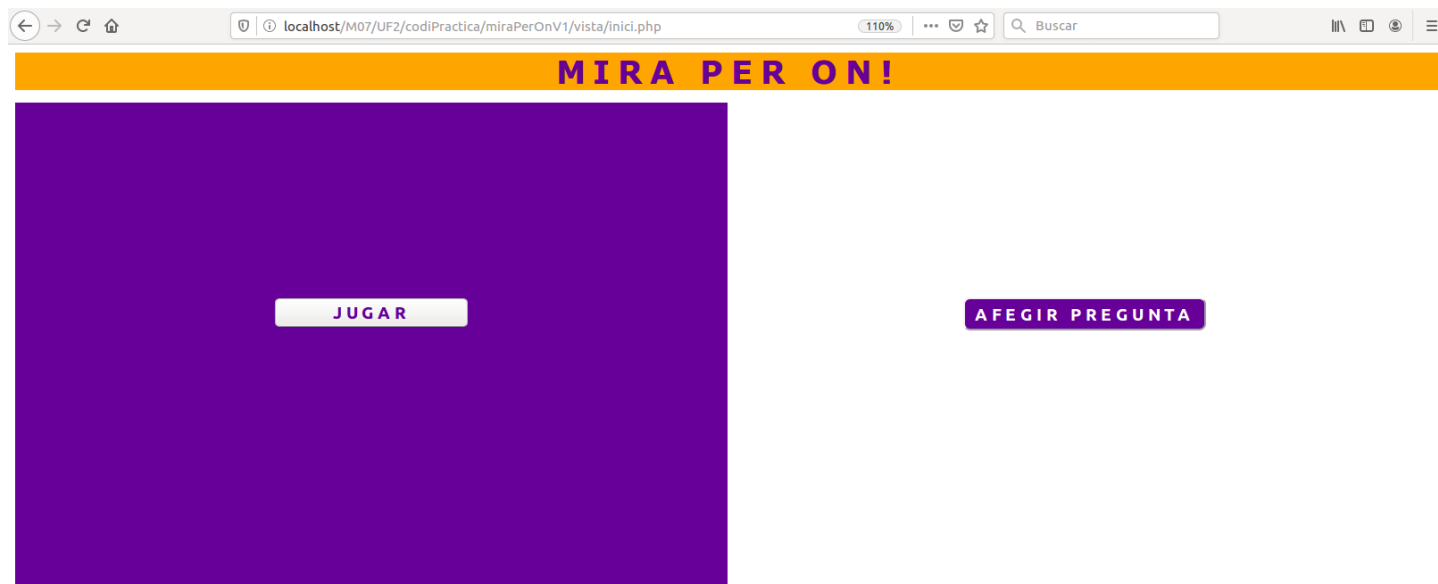 localhost/M07/UF2/codiPractica/miraPerOnV1/vista/inici.php
110%
Buscar
MIRA PER ON!
JUGAR
AFEGIR PREGUNTA